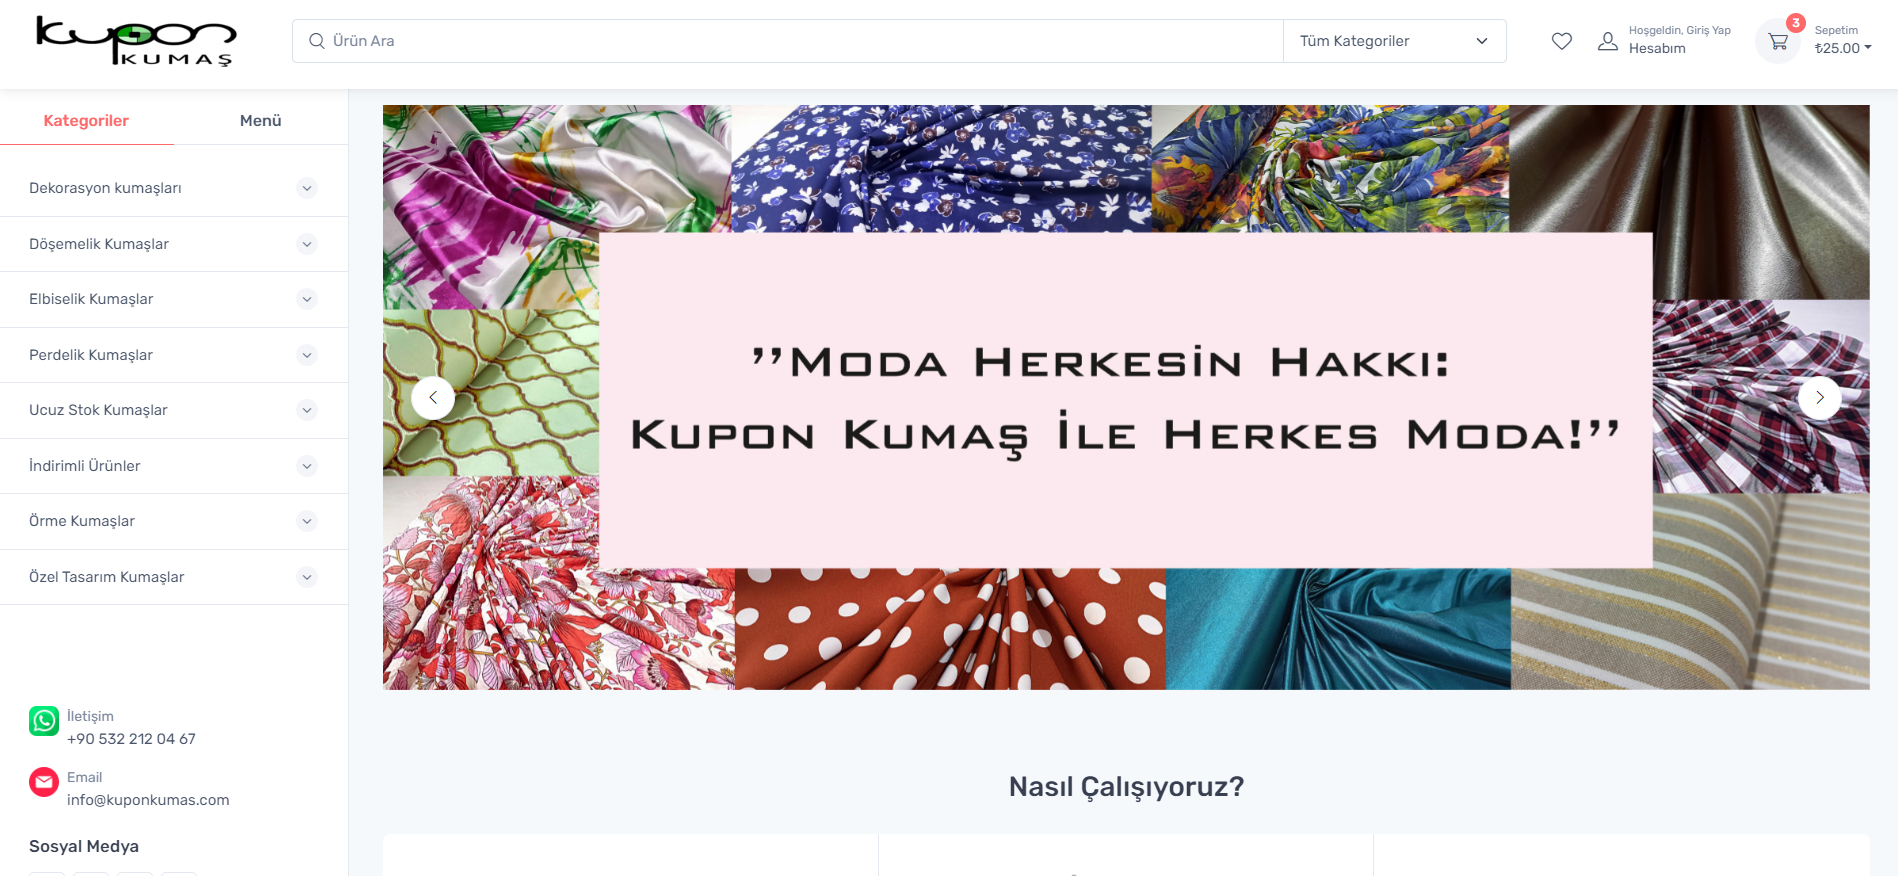 kupon
KUMAŞ
Ürün Ara
Tüm Kategoriler
Hoşgeldin, Giriş Yap
Hesabım
3
Sepetim
₺25.00
Kategoriler
Menü
Dekorasyon kumaşları
Döşemelik Kumaşlar
Elbiselik Kumaşlar
Perdelik Kumaşlar
Ucuz Stok Kumaşlar
İndirimli Ürünler
Örme Kumaşlar
Özel Tasarım Kumaşlar
İletişim
+90 532 212 04 67
Email
info@kuponkumas.com
Sosyal Medya
’’Moda Herkesin Hakkı:
Kupon Kumaş İle Herkes Moda!’’
Nasıl Çalışıyoruz?